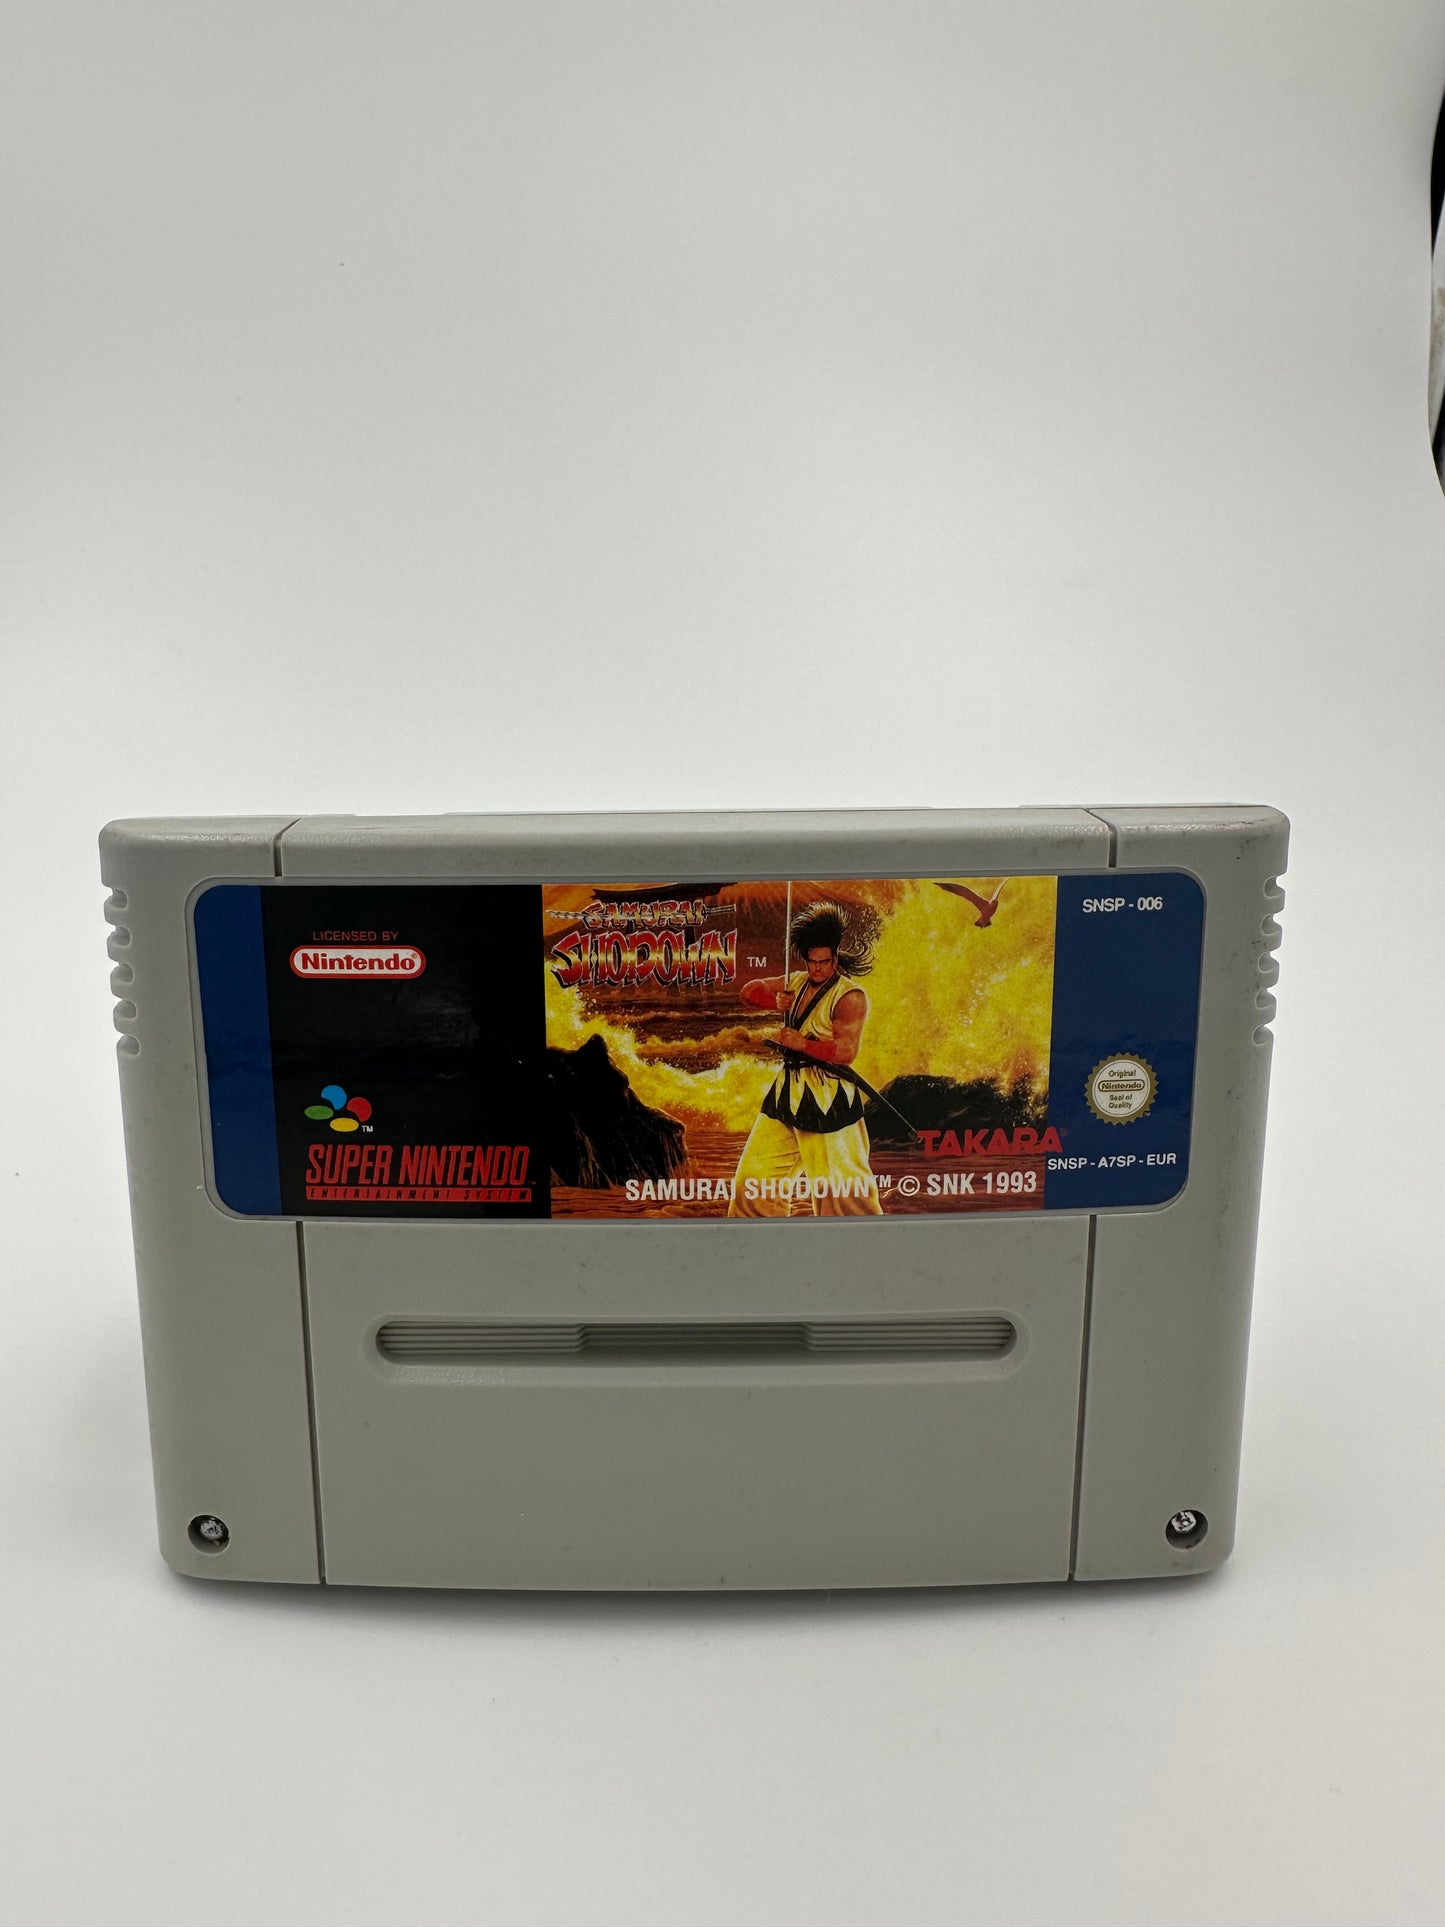 LICENSED BY
Nintendo®
SAMURAI
SHODOWN TM
SNSP - 006
Original
Nintendo
Seal of
Quality
TM
SUPER NINTENDO
ENTERTAINMENT SYSTEM
TAKARA®
SNSP - A7SP - EUR
SAMURAI SHODOWN™ © SNK 1993